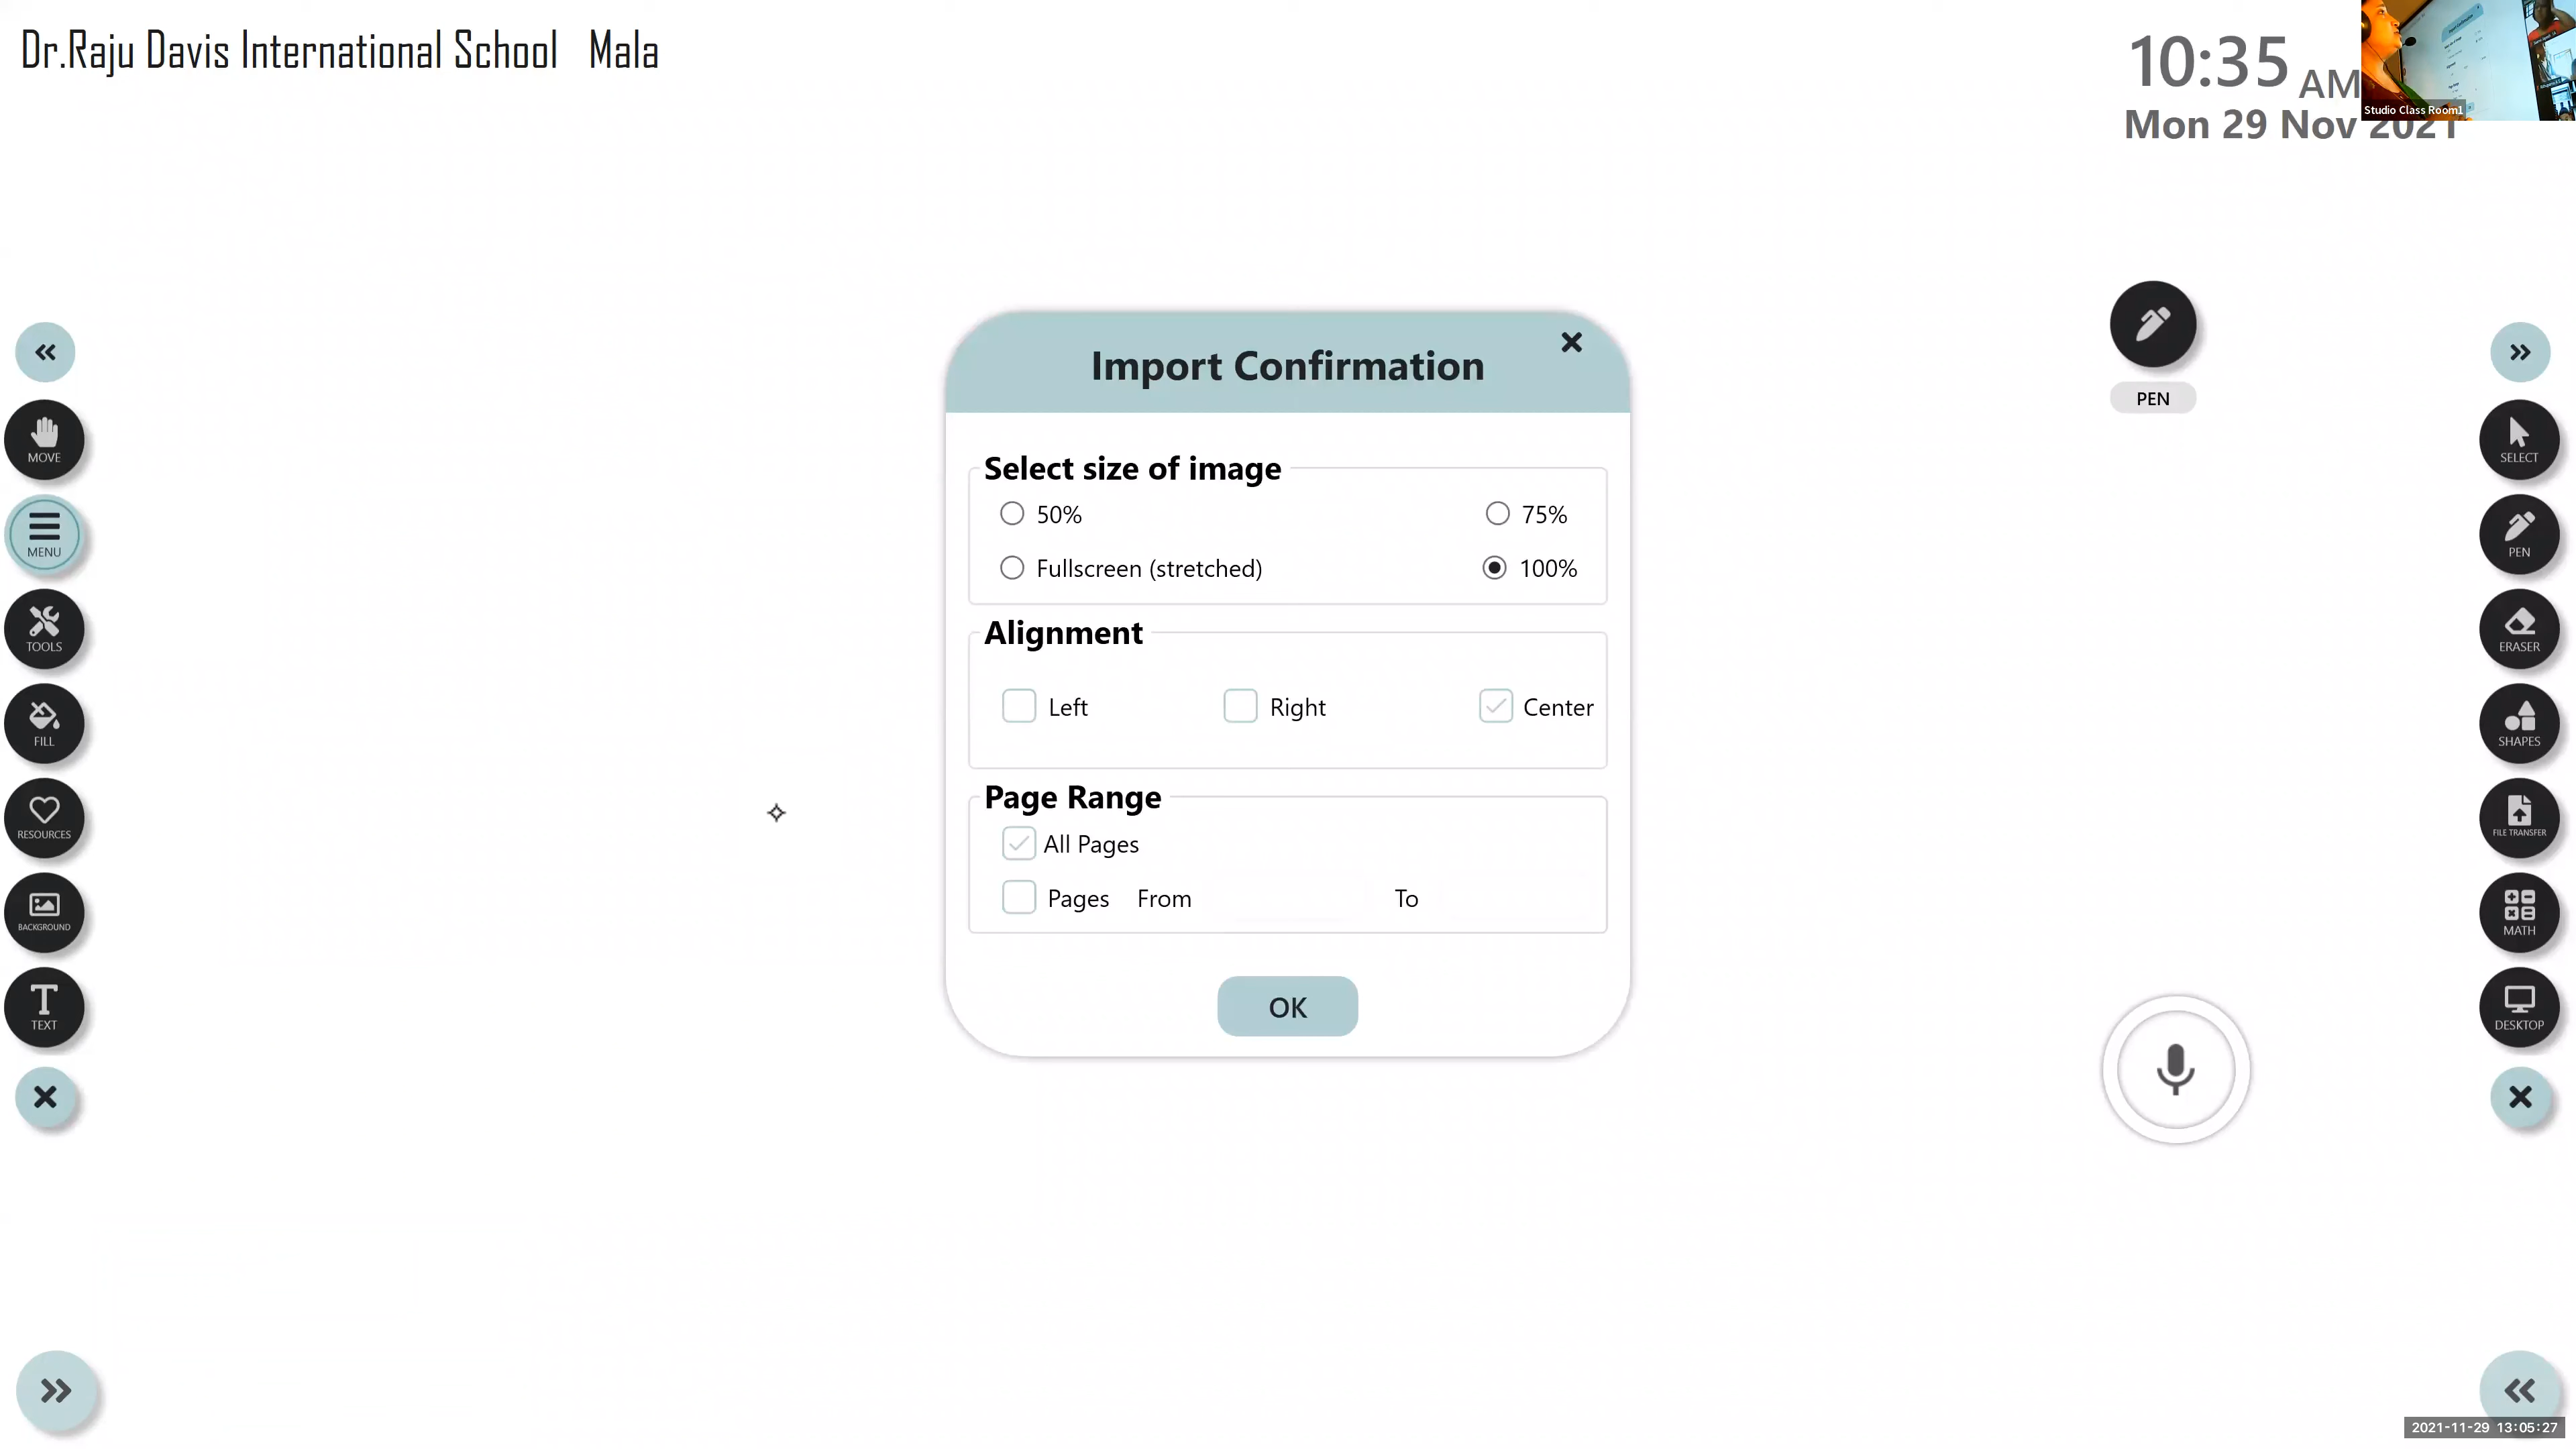 Dr.Raju Davis International School Mala
10:35 AM
Mon 29 Nov 2021
Studio Class Room1
Import Confirmation
Select size of image
50%
75%
Fullscreen (stretched)
100%
Alignment
Left
Right
Center
Page Range
All Pages
Pages From To
OK
MOVE
MENU
TOOLS
FILL
RESOURCES
BACKGROUND
TEXT
PEN
SELECT
PEN
ERASER
SHAPES
FILE TRANSFER
MATH
DESKTOP
2021-11-29 13:05:27